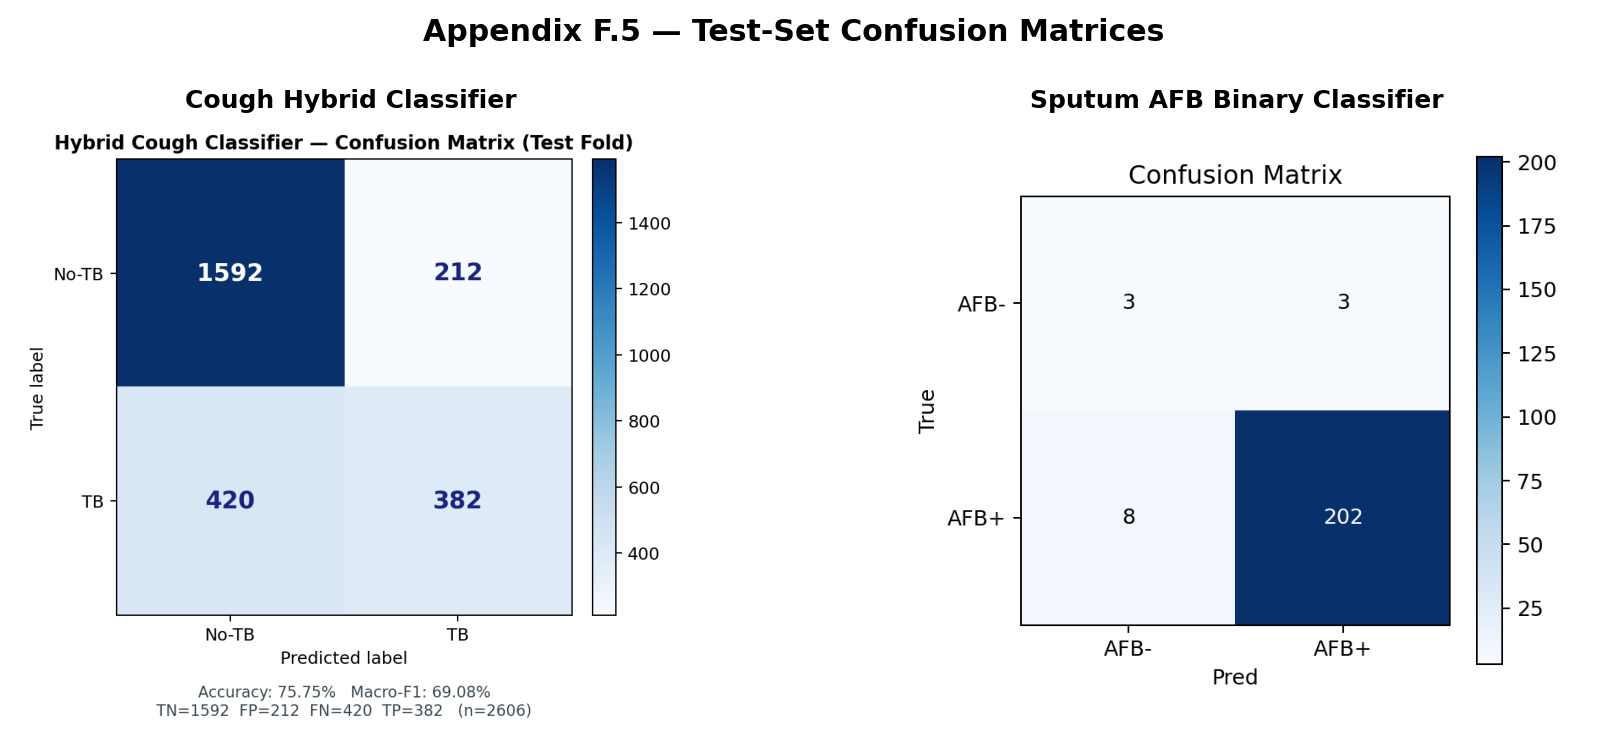 Appendix F.5 — Test-Set Confusion Matrices
Cough Hybrid Classifier
Hybrid Cough Classifier — Confusion Matrix (Test Fold)
True label
No-TB
1592
212
TB
420
382
No-TB
TB
Predicted label
1400
1200
1000
800
600
400
Accuracy: 75.75%   Macro-F1: 69.08%
TN=1592  FP=212  FN=420  TP=382   (n=2606)
Sputum AFB Binary Classifier
Confusion Matrix
True
AFB-
3
3
AFB+
8
202
AFB-
AFB+
Pred
200
175
150
125
100
75
50
25